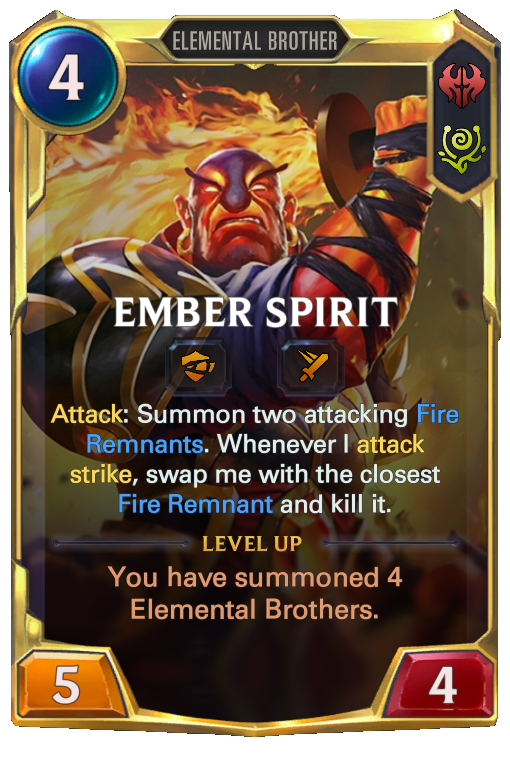 ELEMENTAL BROTHER
4
EMBER SPIRIT
Attack: Summon two attacking Fire
Remnants. Whenever I attack
strike, swap me with the closest
Fire Remnant and kill it.
LEVEL UP
You have summoned 4
Elemental Brothers.
5
4